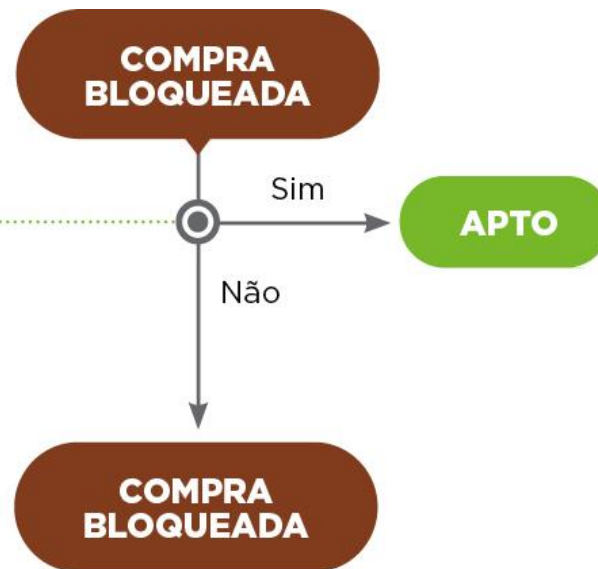 COMPRA
BLOQUEADA
Sim
APTO
Não
COMPRA
BLOQUEADA